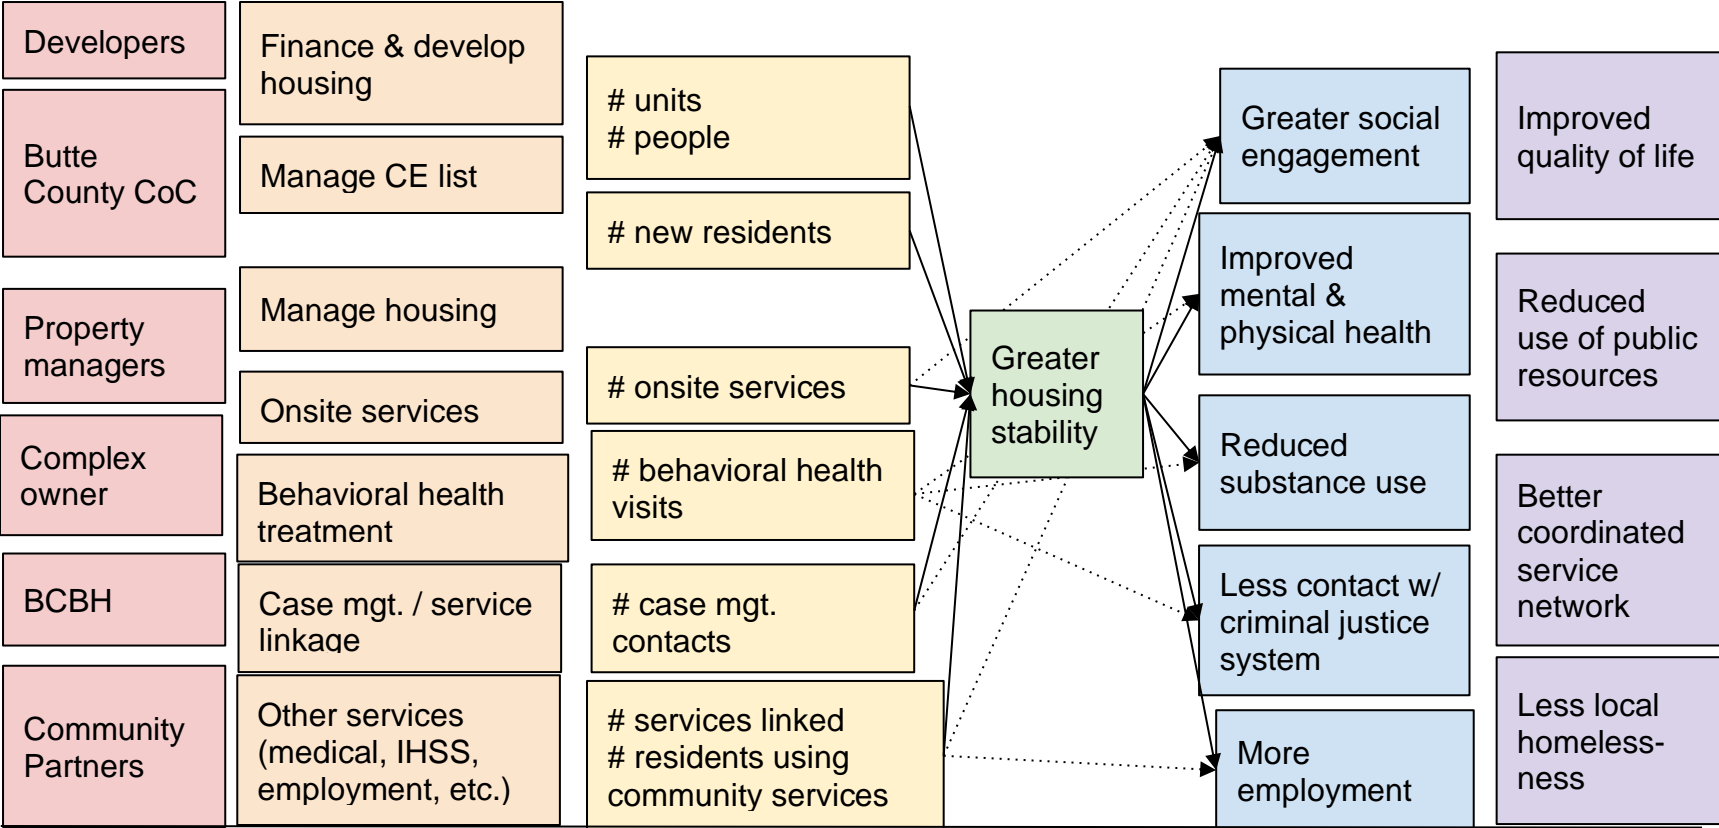 Developers
Butte
County CoC
Property
managers
Complex
owner
BCBH
Community
Partners
Finance & develop
housing
Manage CE list
Manage housing
Onsite services
Behavioral health
treatment
Case mgt. / service
linkage
Other services
(medical, IHSS,
employment, etc.)
# units
# people
# new residents
# onsite services
# behavioral health
visits
# case mgt.
contacts
# services linked
# residents using
community services
Greater
housing
stability
Greater social
engagement
Improved
mental &
physical health
Reduced
substance use
Less contact w/
criminal justice
system
More
employment
Improved
quality of life
Reduced
use of public
resources
Better
coordinated
service
network
Less local
homeless-
ness